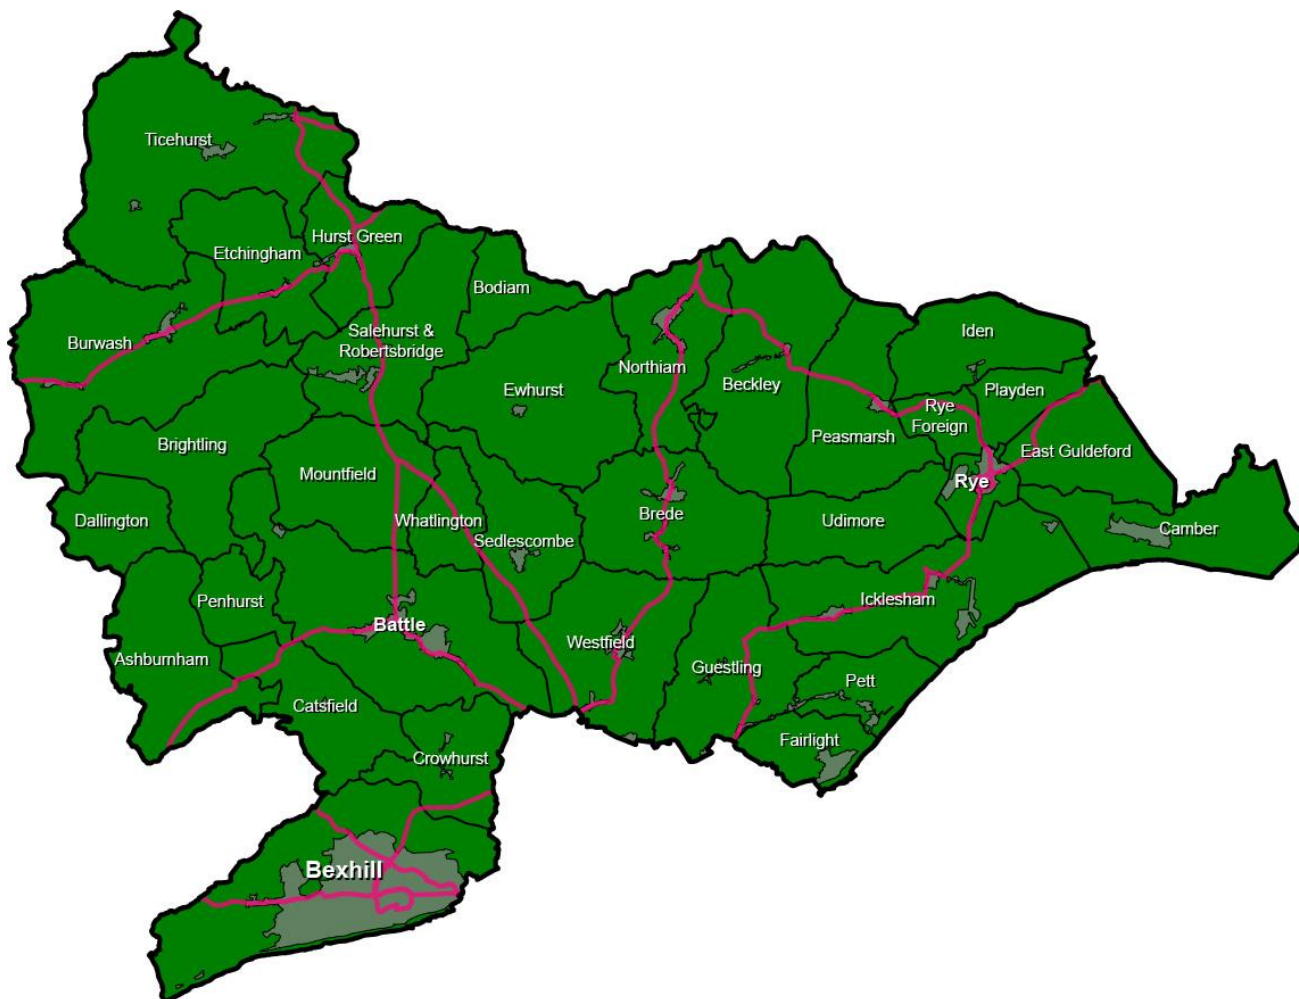 Ticehurst
Hurst Green
Etchingham
Bodiam
Salehurst &
Robertsbridge
Burwash
Iden
Northiam
Beckley
Ewhurst
Playden
Rye
Foreign
Peasmarsh
Brightling
East Guldeford
Mountfield
Rye
Dallington
Whatlington
Brede
Udimore
Camber
Sedlescombe
Penhurst
Icklesham
Battle
Westfield
Ashburnham
Guestling
Pett
Catsfield
Fairlight
Crowhurst
Bexhill